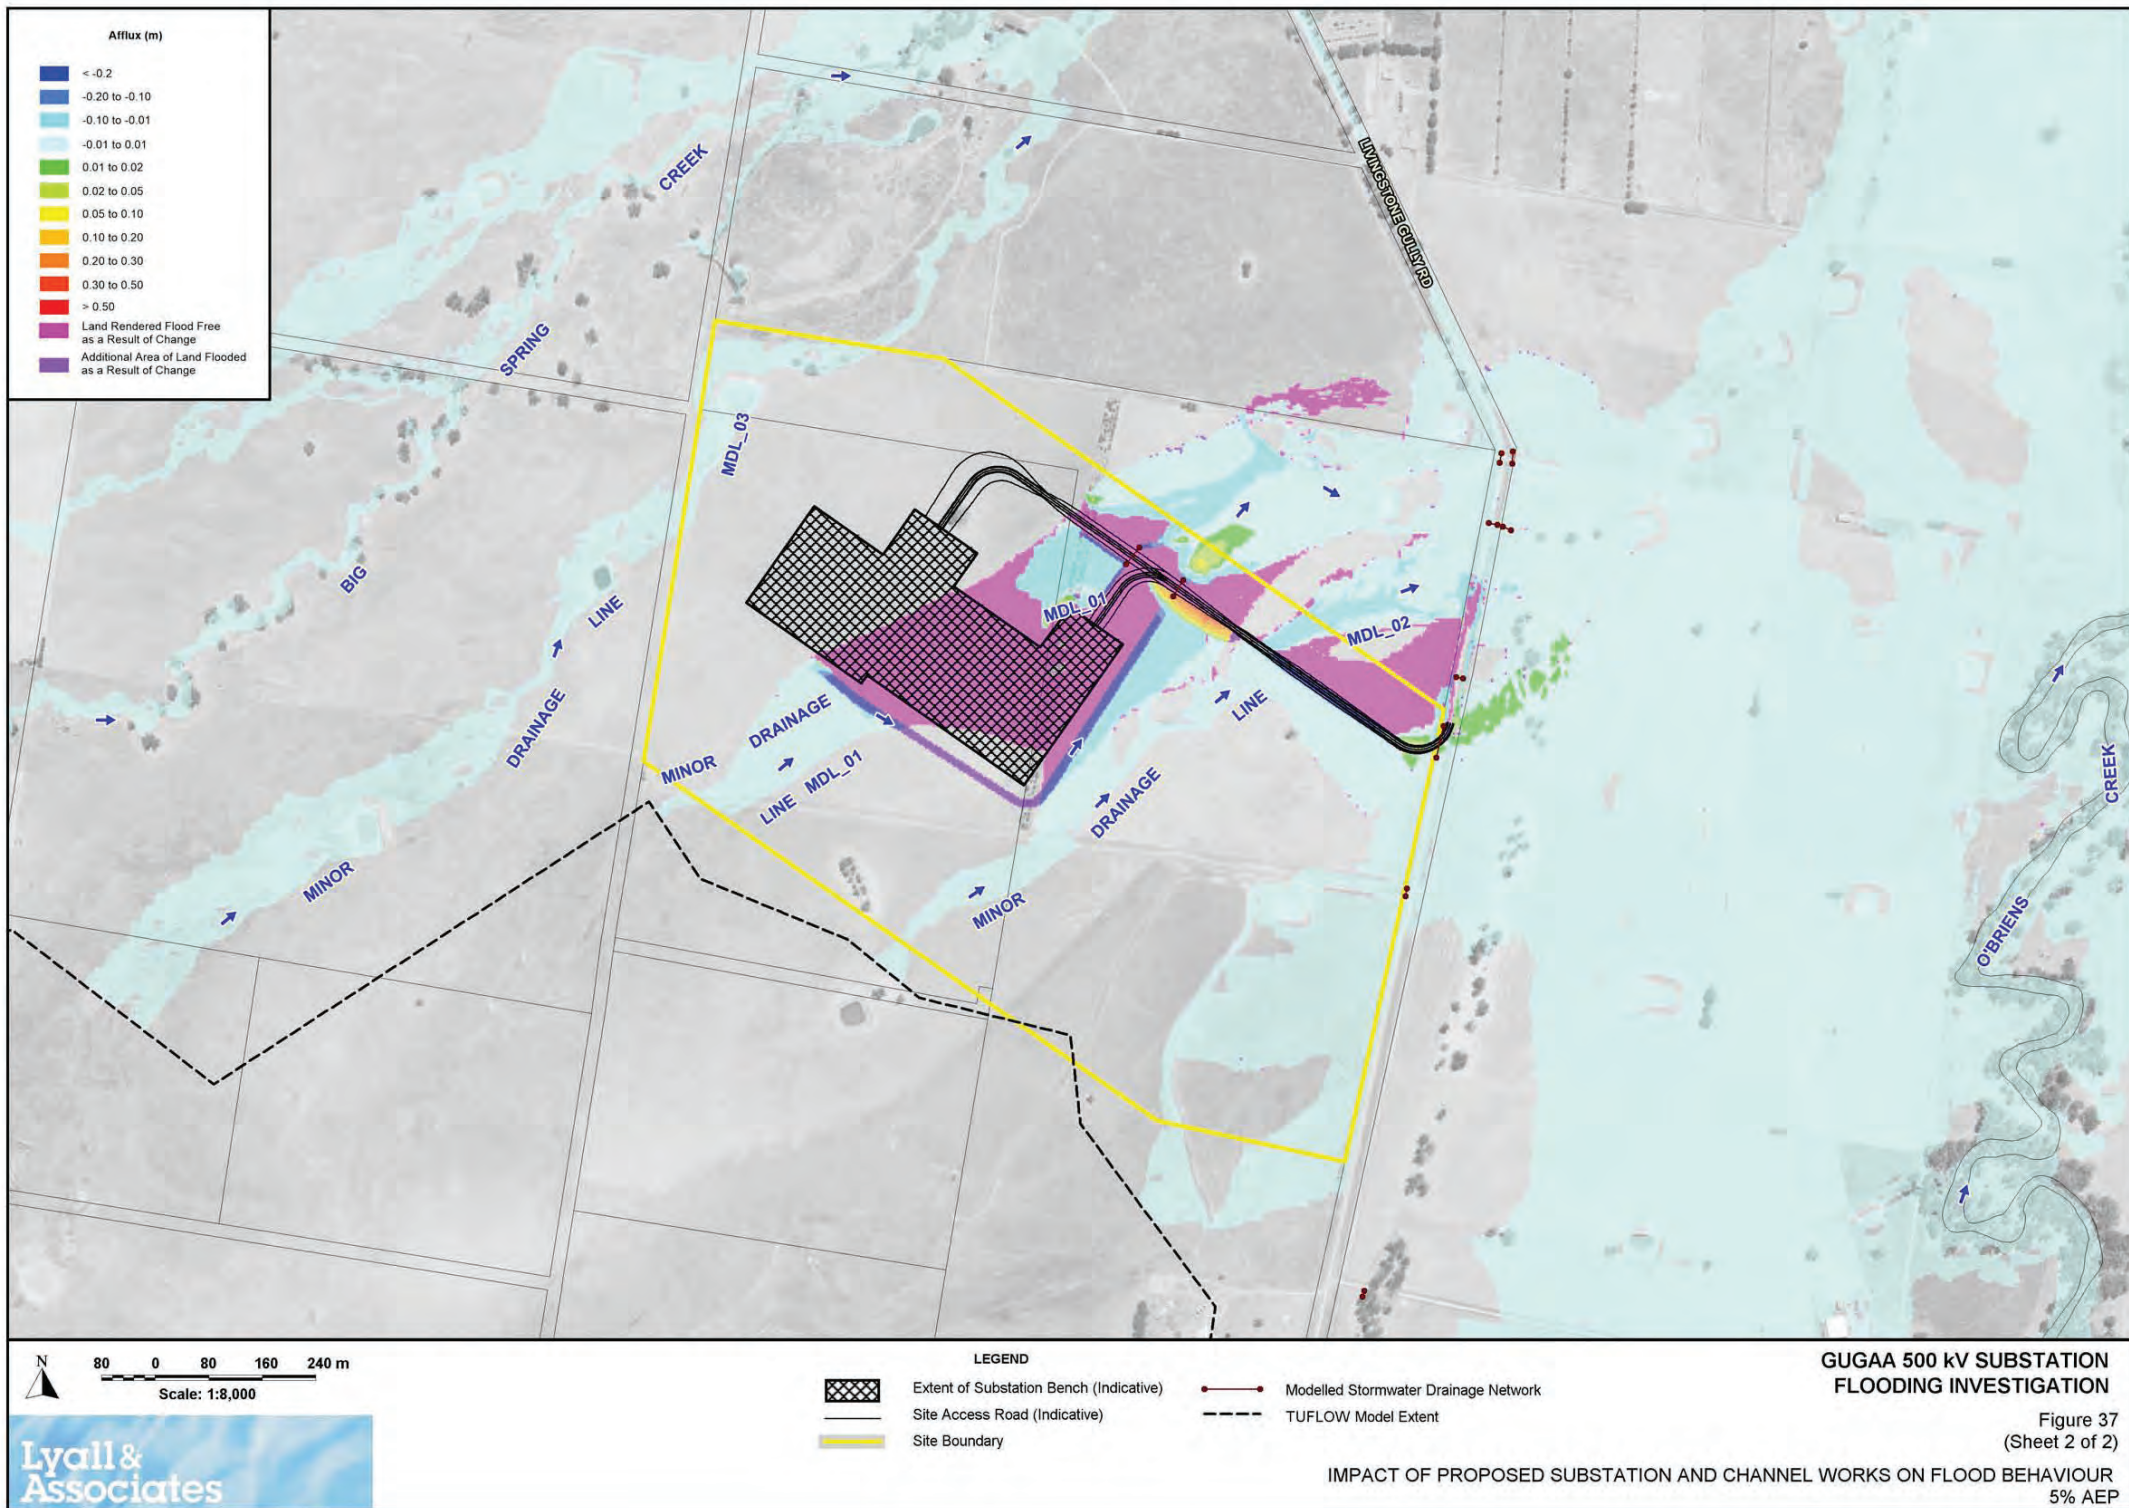 Afflux (m)
< -0.2
-0.20 to -0.10
-0.10 to -0.01
-0.01 to 0.01
0.01 to 0.02
0.02 to 0.05
0.05 to 0.10
0.10 to 0.20
0.20 to 0.30
0.30 to 0.50
> 0.50
Land Rendered Flood Free
as a Result of Change
Additional Area of Land Flooded
as a Result of Change
CREEK
SPRING
BIG
LIVINGSTONE GULLY RD
MDL_03
LINE
DRAINAGE
MINOR
MDL_01
MDL_02
DRAINAGE
MINOR
LINE MDL_01
LINE
DRAINAGE
MINOR
CREEK
O'BRIENS
N
80 0 80 160 240 m
Scale: 1:8,000
Lyall &
Associates
LEGEND
Extent of Substation Bench (Indicative)
Site Access Road (Indicative)
Site Boundary
Modelled Stormwater Drainage Network
TUFLOW Model Extent
GUGAA 500 kV SUBSTATION
FLOODING INVESTIGATION
Figure 37
(Sheet 2 of 2)
IMPACT OF PROPOSED SUBSTATION AND CHANNEL WORKS ON FLOOD BEHAVIOUR
5% AEP